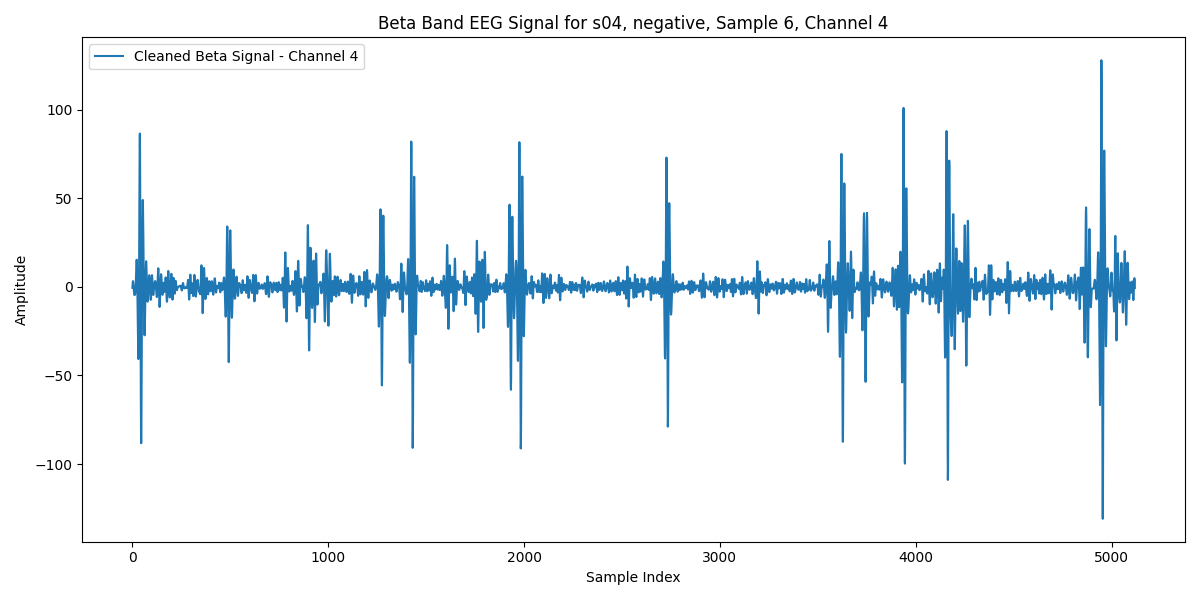 Beta Band EEG Signal for s04, negative, Sample 6, Channel 4
Cleaned Beta Signal - Channel 4
100
50
0
−50
−100
Amplitude
0 1000 2000 3000 4000 5000
Sample Index